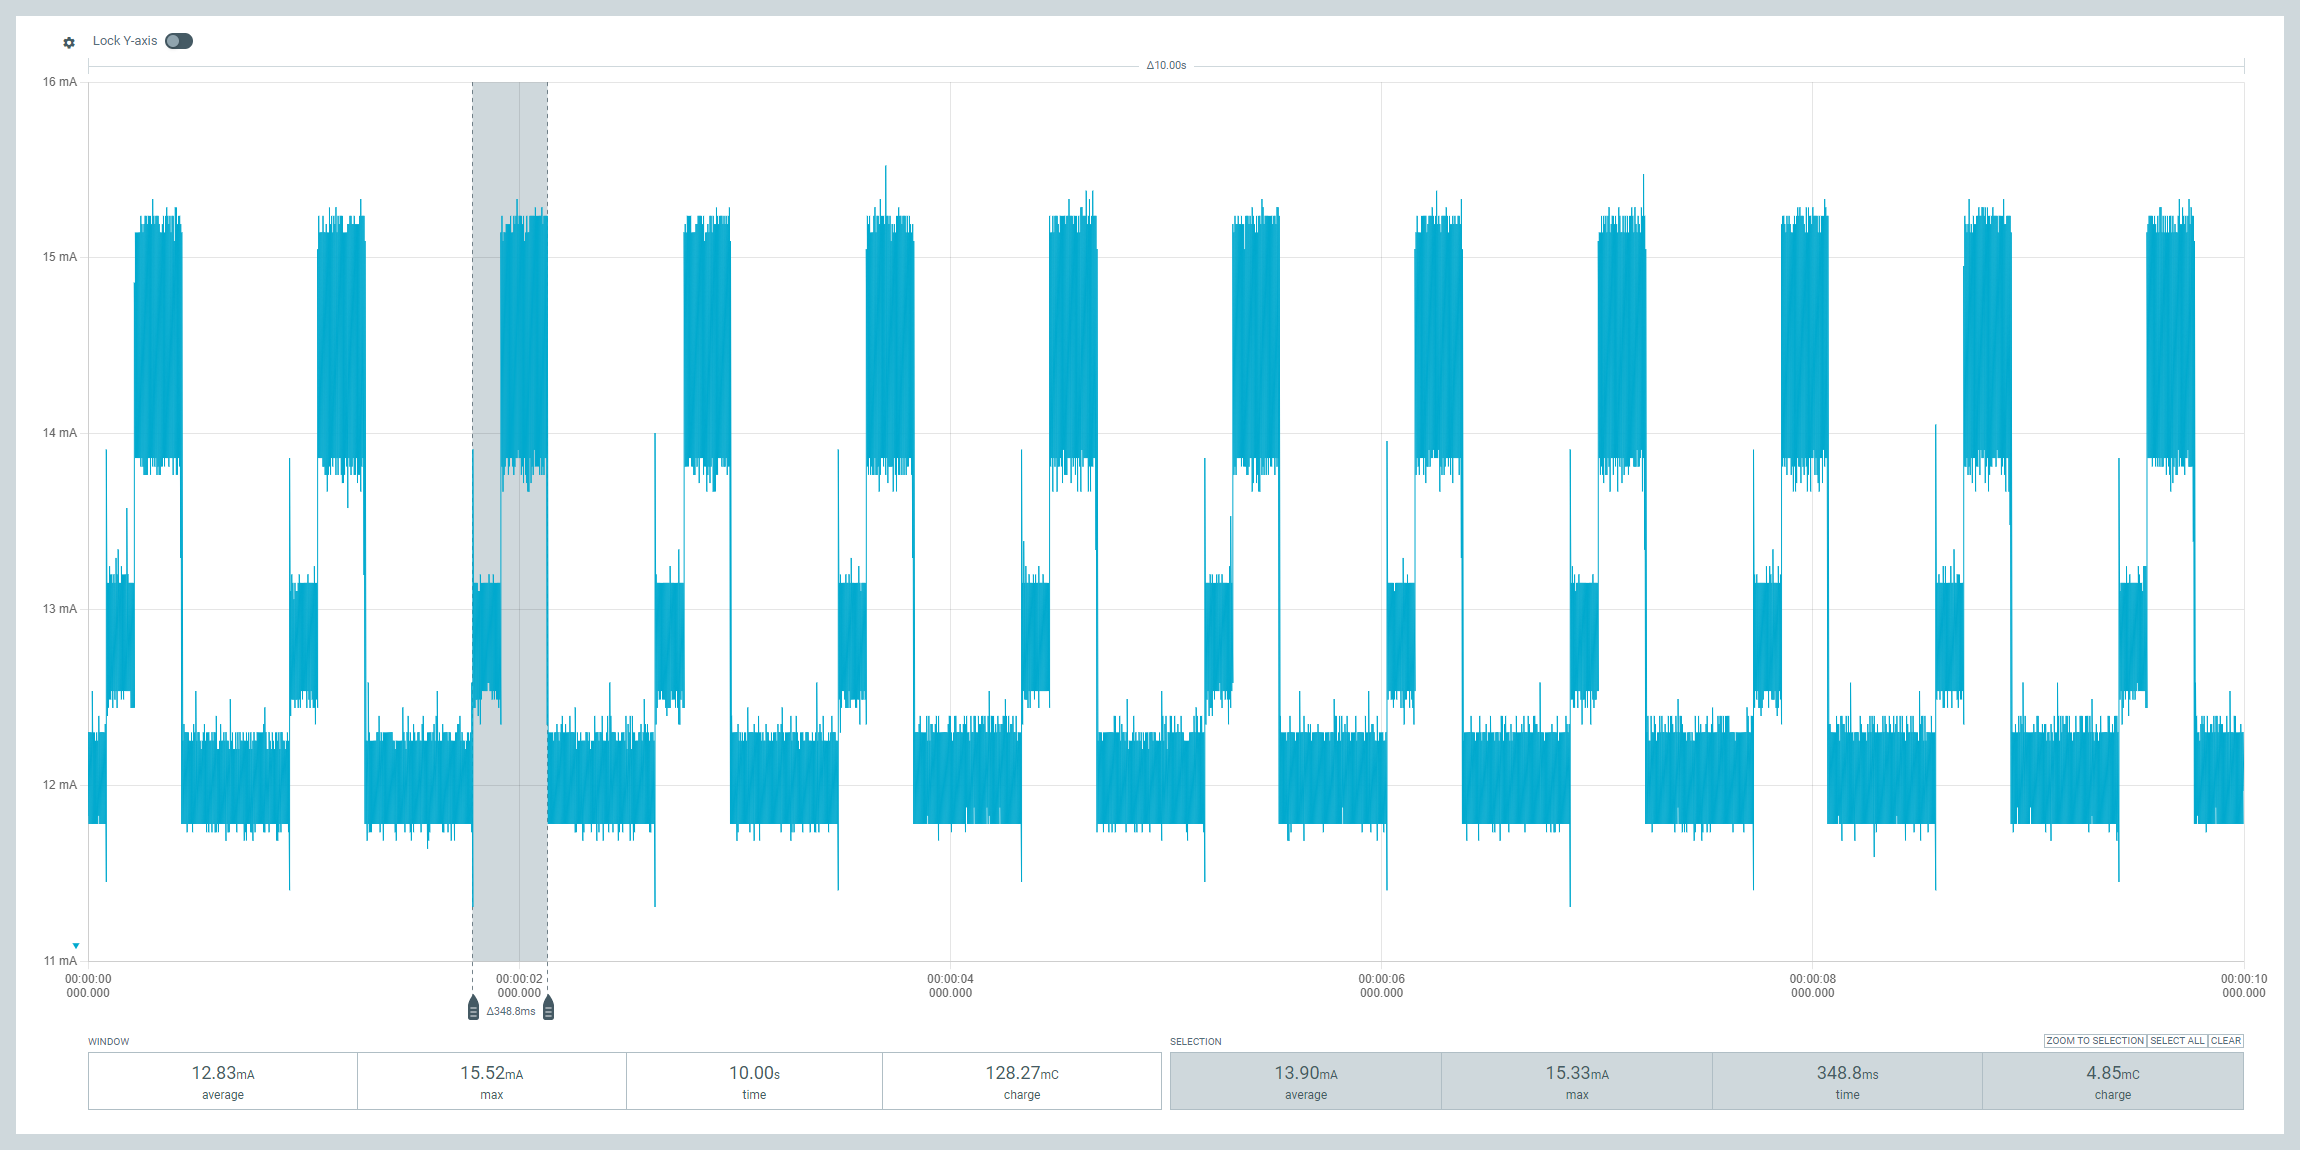 Lock Y-axis
Δ10.00s
16 mA
15 mA
14 mA
13 mA
12 mA
11 mA
00:00:00 00:00:02 00:00:04 00:00:06 00:00:08 00:00:10
000.000 000.000 000.000 000.000 000.000 000.000
Δ348.8ms
WINDOW SELECTION ZOOM TO SELECTION SELECT ALL CLEAR
12.83mA 15.52mA 10.00s 128.27mC 13.90mA 15.33mA 348.8ms 4.85mC
average max time charge average max time charge